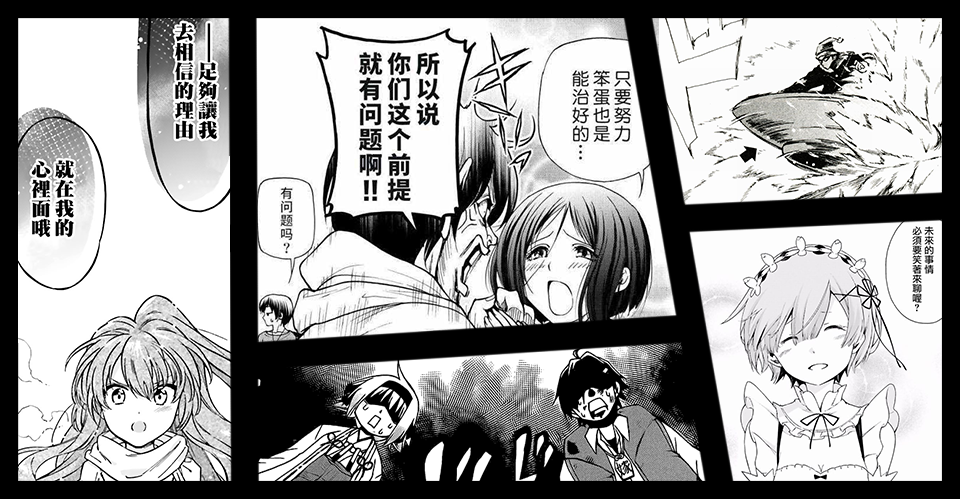 ——足夠讓我
去相信的理由
就在我的
心裡面哦
只要努力
笨蛋也是
能治好的…
所以说
你们这个前提
就有问题啊!!
有问题吗?
未來的事情
必須要笑著來聊喔?